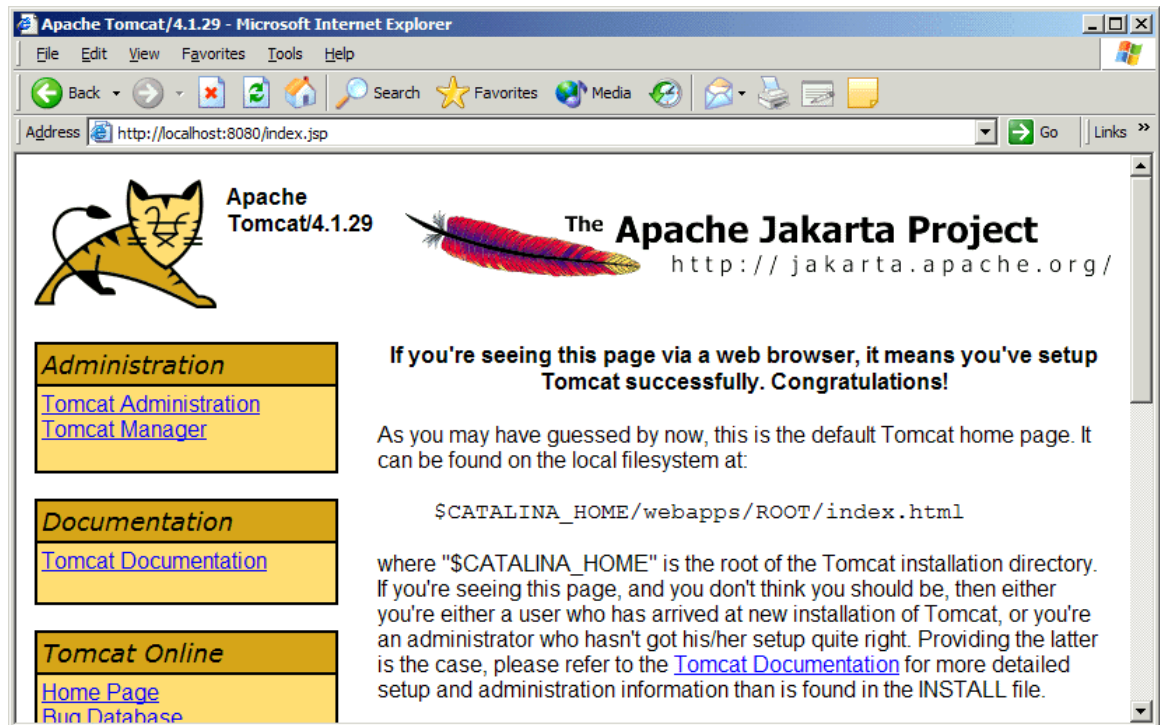 Apache Tomcat/4.1.29 - Microsoft Internet Explorer
File Edit View Favorites Tools Help
Back Search Favorites Media
Address http://localhost:8080/index.jsp Go Links »
Apache
Tomcat/4.1.29
The Apache Jakarta Project
http://jakarta.apache.org/
Administration
Tomcat Administration
Tomcat Manager
Documentation
Tomcat Documentation
Tomcat Online
Home Page
Bug Database
If you're seeing this page via a web browser, it means you've setup
Tomcat successfully. Congratulations!
As you may have guessed by now, this is the default Tomcat home page. It
can be found on the local filesystem at:
$CATALINA_HOME/webapps/ROOT/index.html
where "$CATALINA_HOME" is the root of the Tomcat installation directory.
If you're seeing this page, and you don't think you should be, then either
you're either a user who has arrived at new installation of Tomcat, or you're
an administrator who hasn't got his/her setup quite right. Providing the latter
is the case, please refer to the Tomcat Documentation for more detailed
setup and administration information than is found in the INSTALL file.